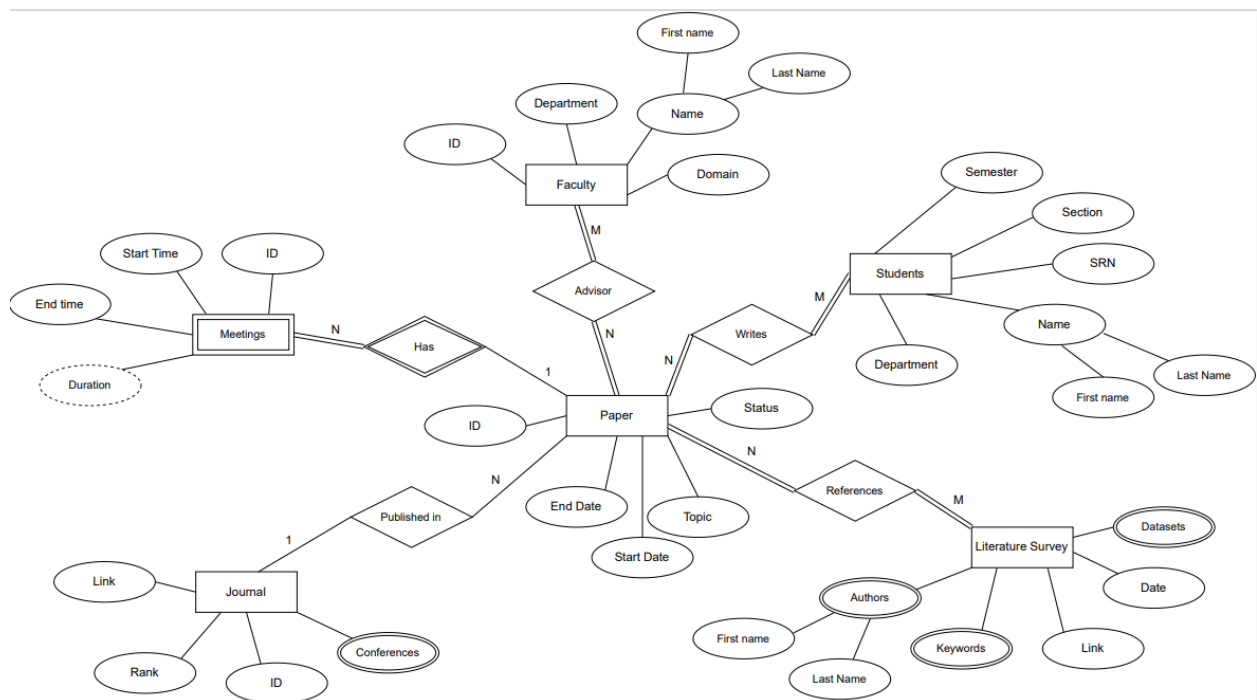 First name
Last Name
Department
Name
ID
Domain
Faculty
Semester
M
Section
Start Time
ID
SRN
Students
Advisor
M
End time
N
Name
Meetings
Has
N
Writes
Department
N
Last Name
Duration
1
First name
Paper
Status
ID
N
N
References
End Date
Topic
M
Published in
Datasets
1
Start Date
Literature Survey
Link
Journal
Date
Authors
First name
Conferences
Keywords
Link
Rank
ID
Last Name